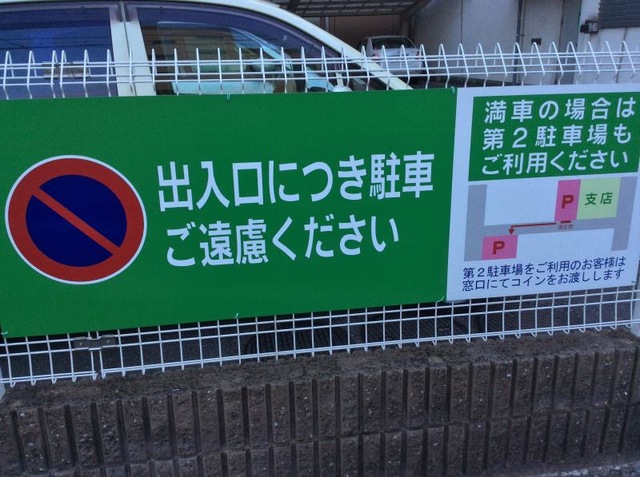 出入口につき駐車
ご遠慮ください
満車の場合は
第2駐車場も
ご利用ください
P
支店
P
第2駐車場をご利用のお客様は
窓口にてコインをお渡しします